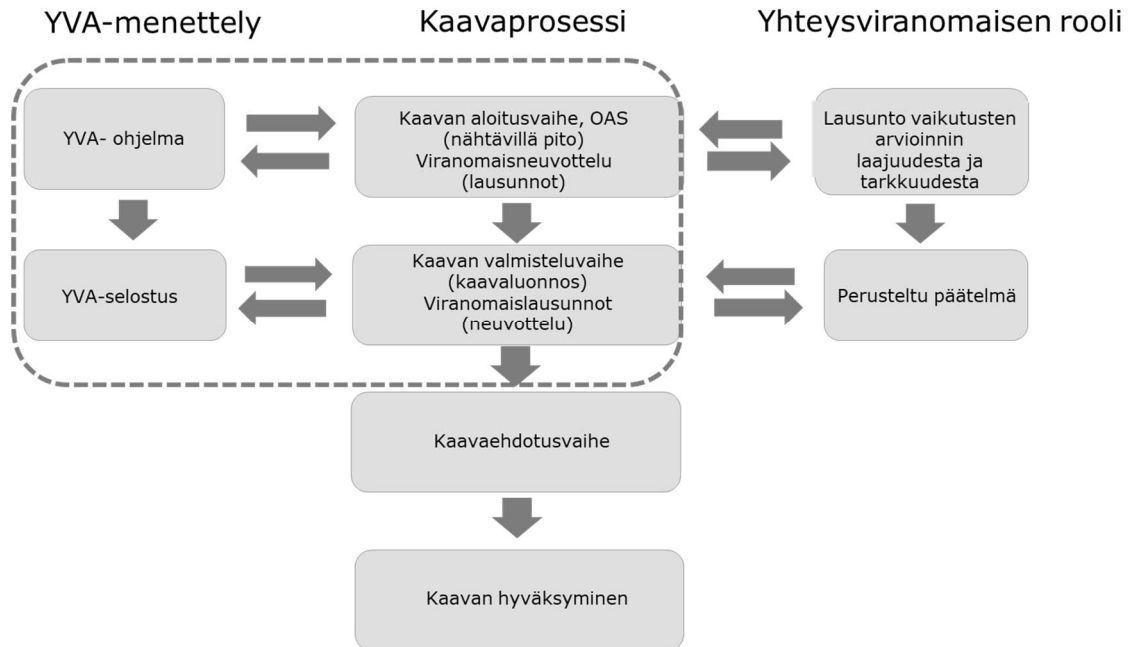 YVA-menettely
Kaavaprosessi
Yhteysviranomaisen rooli
YVA- ohjelma
Kaavan aloitusvaihe, OAS
(nähtävillä pito)
Viranomaisneuvottelu
(lausunnot)
Lausunto vaikutusten
arvioinnin
laajuudesta ja
tarkkuudesta
YVA-selostus
Kaavan valmisteluvaihe
(kaavaluonnos)
Viranomaislausunnot
(neuvottelu)
Perusteltu päätelmä
Kaavaehdotusvaihe
Kaavan hyväksyminen